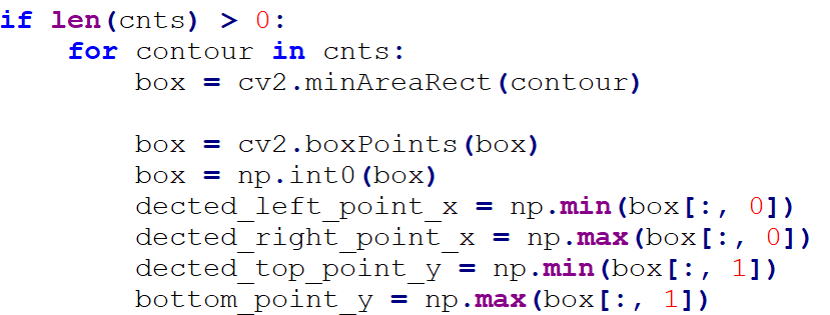 if len(cnts) > 0:
    for contour in cnts:
        box = cv2.minAreaRect(contour)
        box = cv2.boxPoints(box)
        box = np.int0(box)
        dected_left_point_x = np.min(box[:, 0])
        dected_right_point_x = np.max(box[:, 0])
        dected_top_point_y = np.min(box[:, 1])
        bottom_point_y = np.max(box[:, 1])